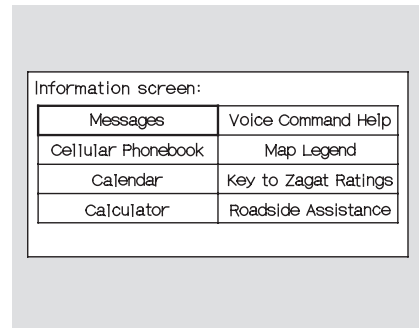 Information screen:
Messages Voice Command Help
Cellular Phonebook Map Legend
Calendar Key to Zagat Ratings
Calculator Roadside Assistance